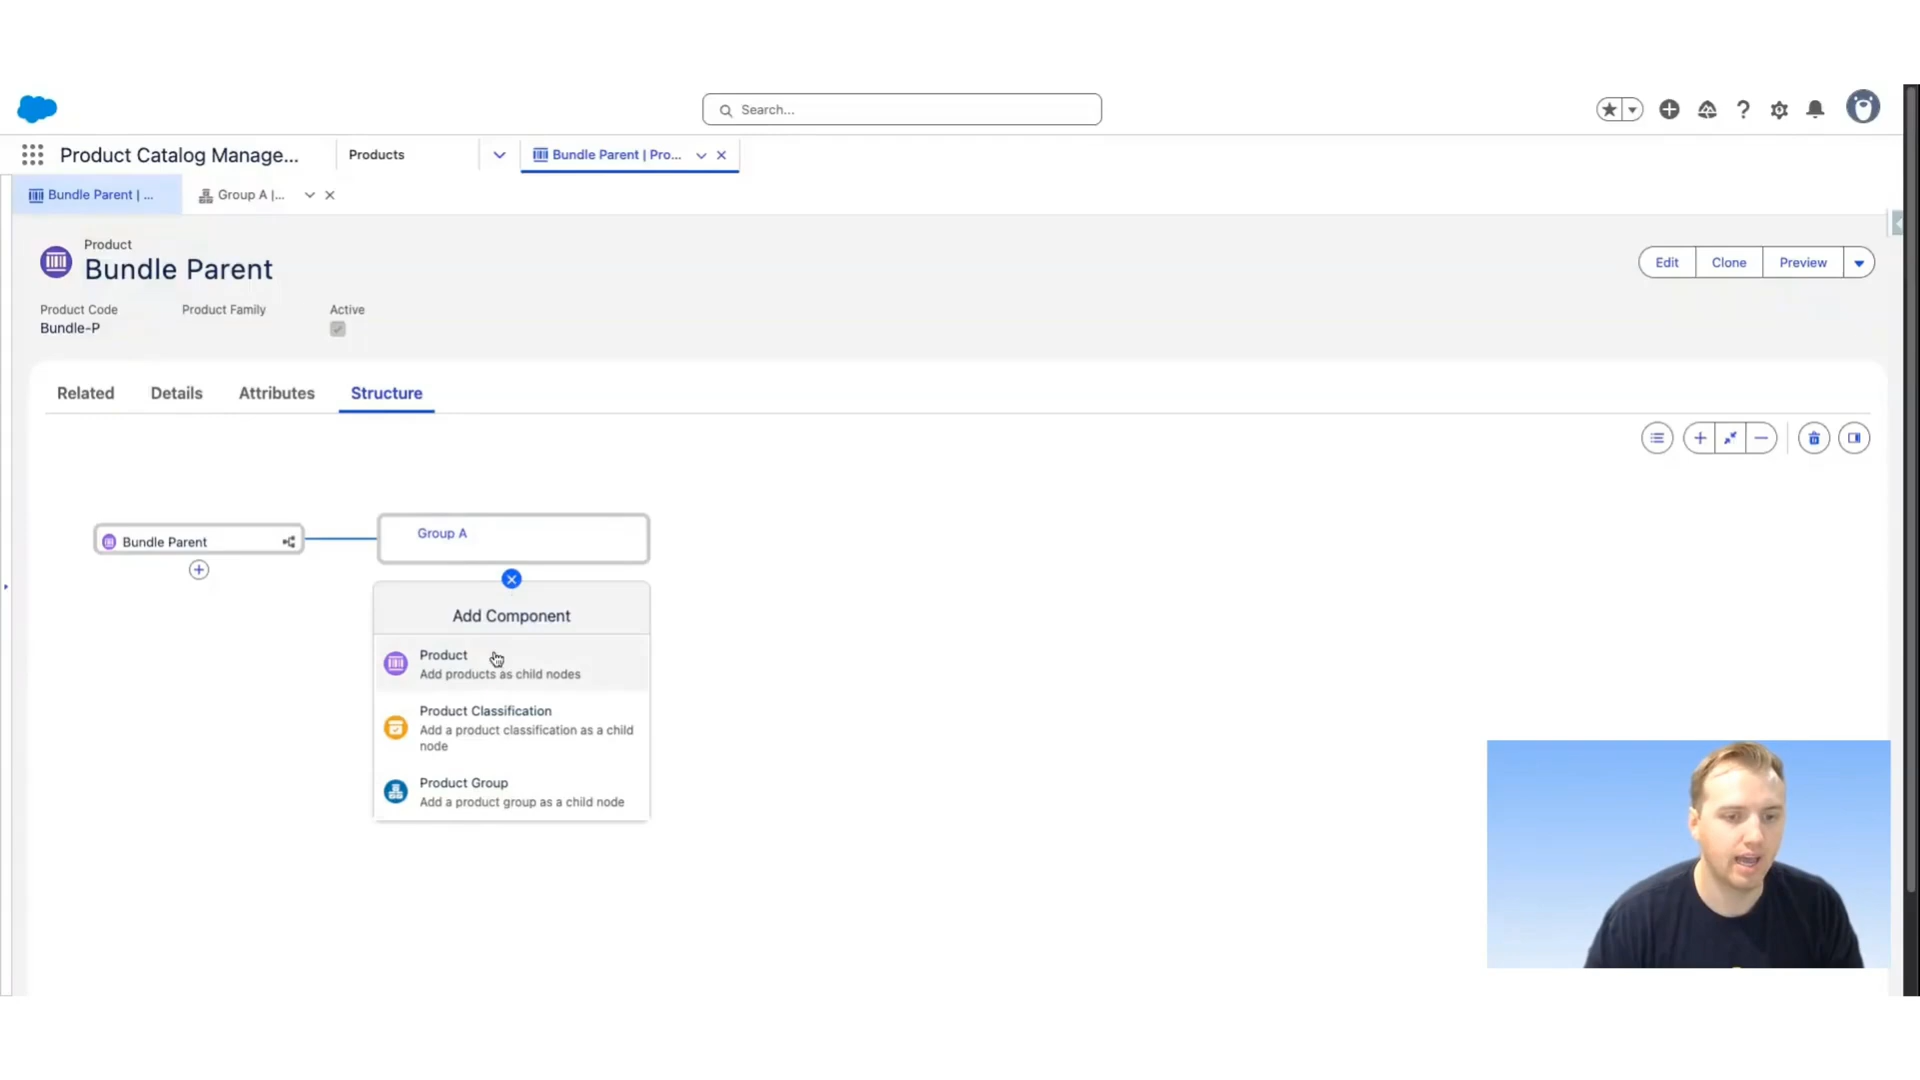 Search...
Product Catalog Manage...
Products
Bundle Parent | Pro...
Bundle Parent | ...
Group A |...
Product
Bundle Parent
Edit
Clone
Preview
Product Code
Product Family
Active
Bundle-P
Related
Details
Attributes
Structure
Bundle Parent
Group A
Add Component
Product
Add products as child nodes
Product Classification
Add a product classification as a child
node
Product Group
Add a product group as a child node